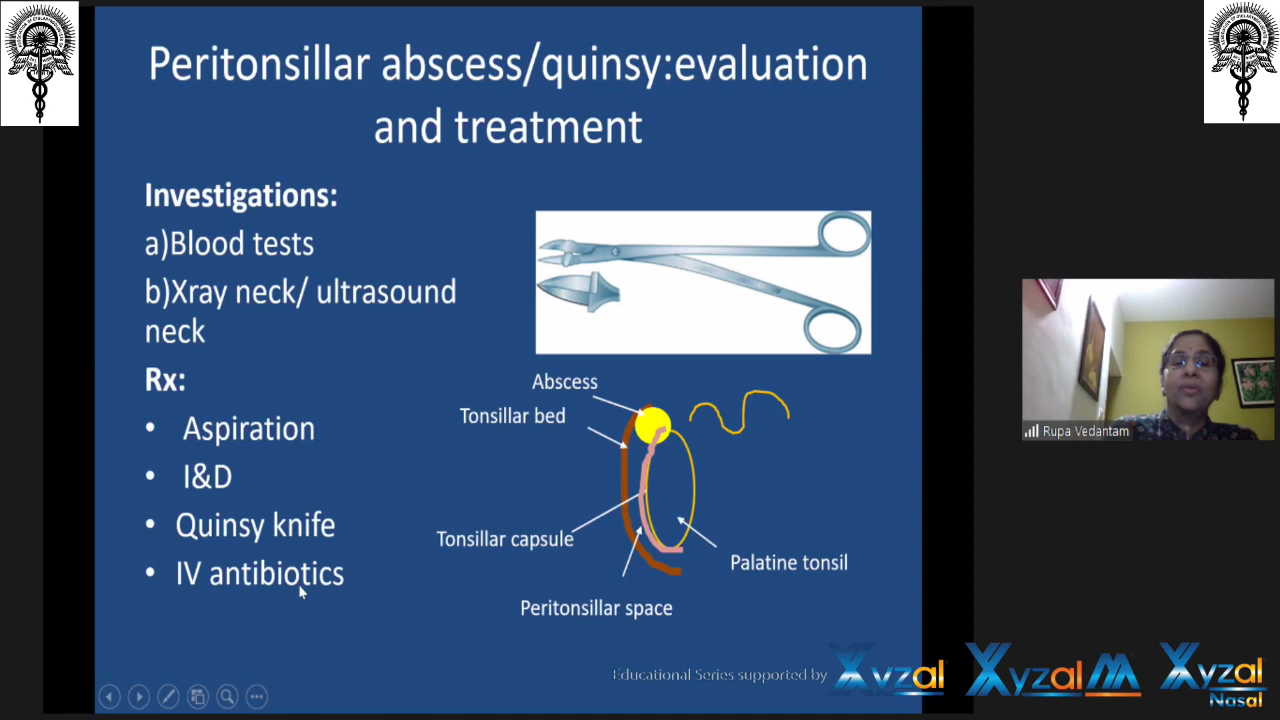 Peritonsillar abscess/quinsy:evaluation
and treatment
Investigations:
a)Blood tests
b)Xray neck/ ultrasound
neck
Rx:
• Aspiration
• I&D
• Quinsy knife
• IV antibiotics
Abscess
Tonsillar bed
Tonsillar capsule
Palatine tonsil
Peritonsillar space
Rupa Vedantam
Educational Series supported by
Xyzal
Xyzal M
Xyzal
Nasal